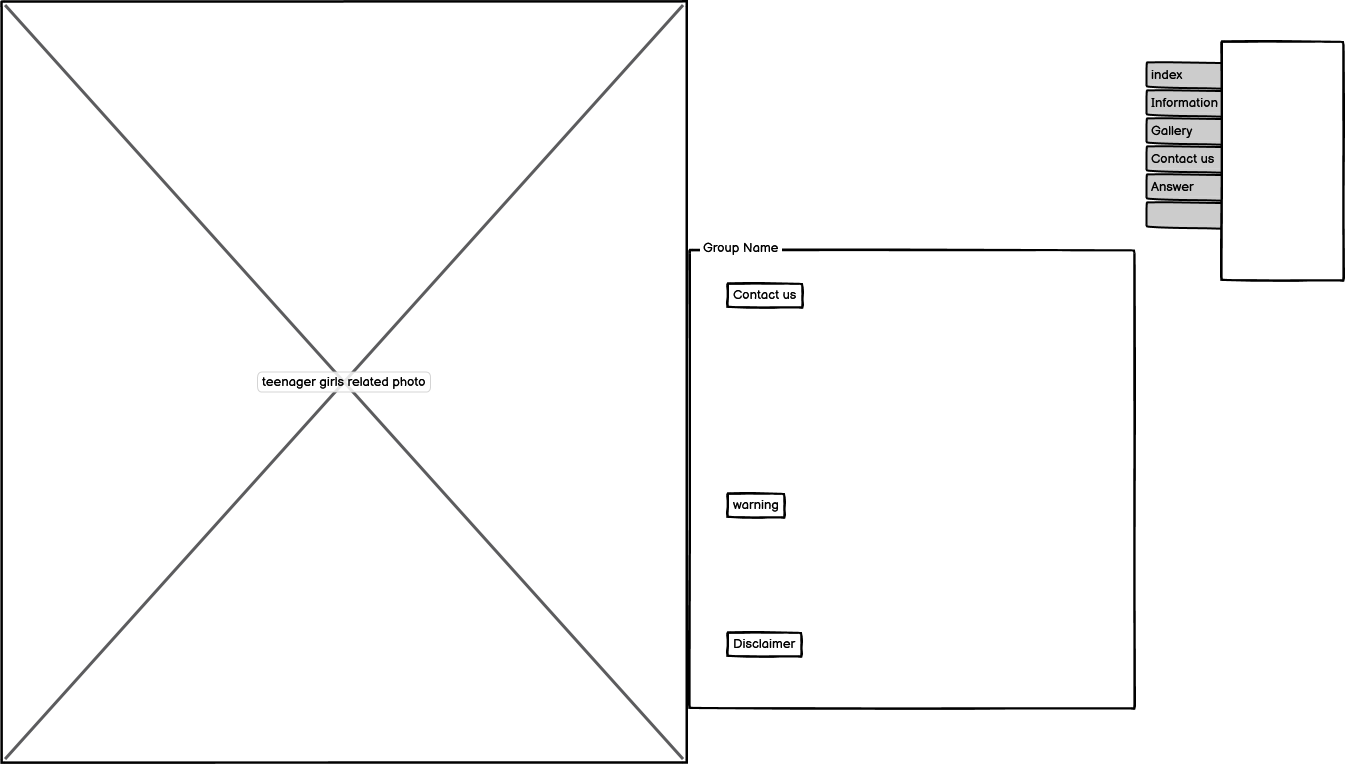 index
Information
Gallery
Contact us
Answer
Group Name
Contact us
teenager girls related photo
warning
Disclaimer